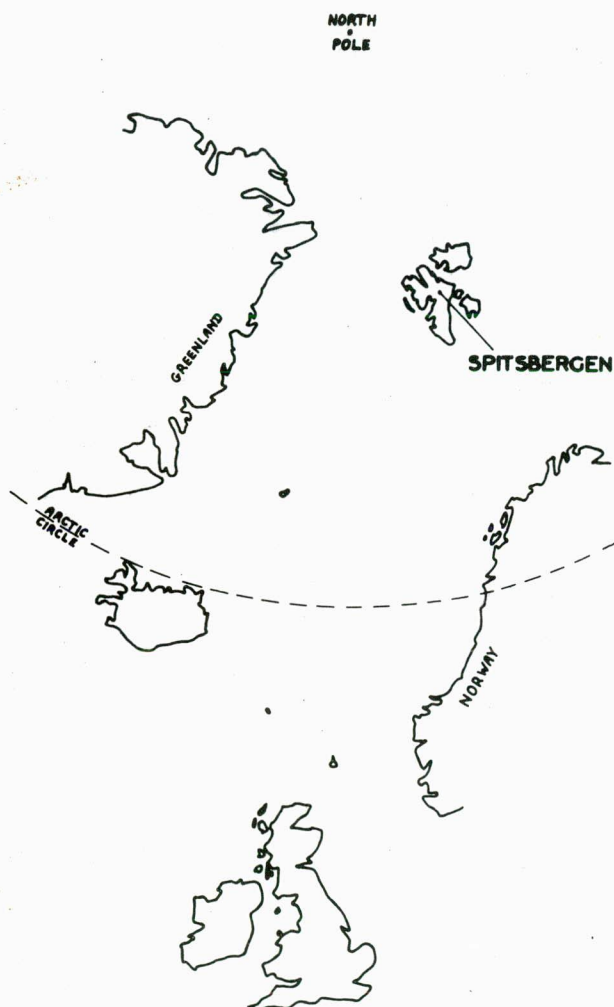 NORTH
POLE
GREENLAND
SPITSBERGEN
ARCTIC
CIRCLE
NORWAY